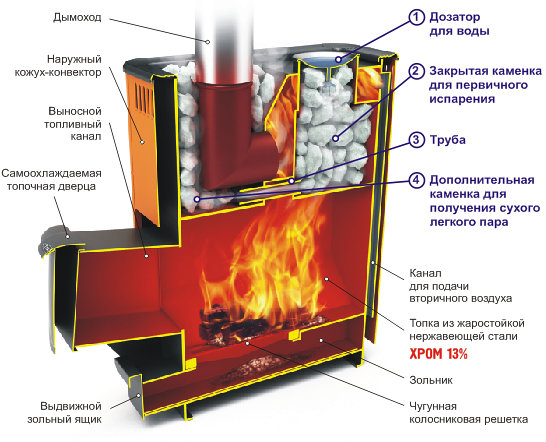 Дымоход
Наружный
кожух-конвектор
Выносной
топливный
канал
Самоохлаждаемая
топочная дверца
Выдвижной
зольный ящик
1 Дозатор
для воды
2 Закрытая каменка
для первичного
испарения
3 Труба
4 Дополнительная
каменка для
получения сухого
легкого пара
Канал
для подачи
вторичного воздуха
Топка из жаростойкой
нержавеющей стали
ХРОМ 13%
Зольник
Чугунная
колосниковая решетка